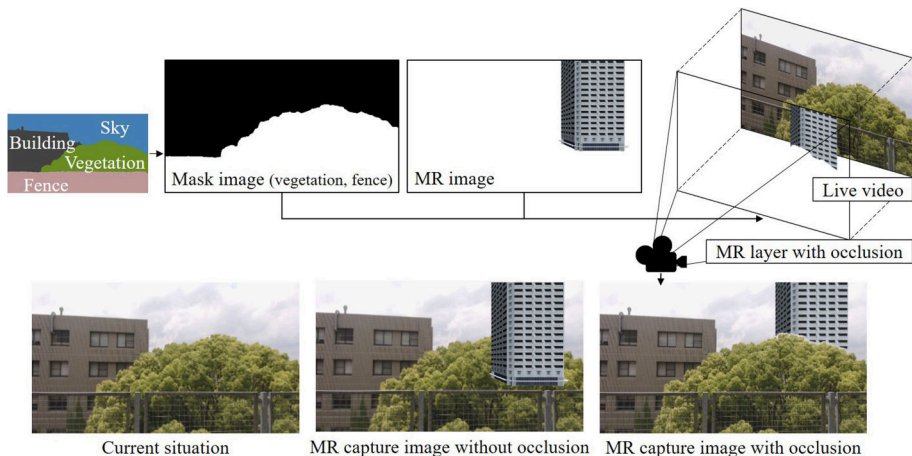 Sky
Building
Vegetation
Fence
Mask image (vegetation, fence)
MR image
Live video
MR layer with occlusion
Current situation
MR capture image without occlusion
MR capture image with occlusion